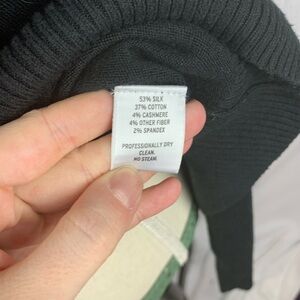 53% SILK
37% COTTON
4% CASHMERE
4% OTHER FIBER
2% SPANDEX
PROFESSIONALLY DRY
CLEAN.
NO STEAM.